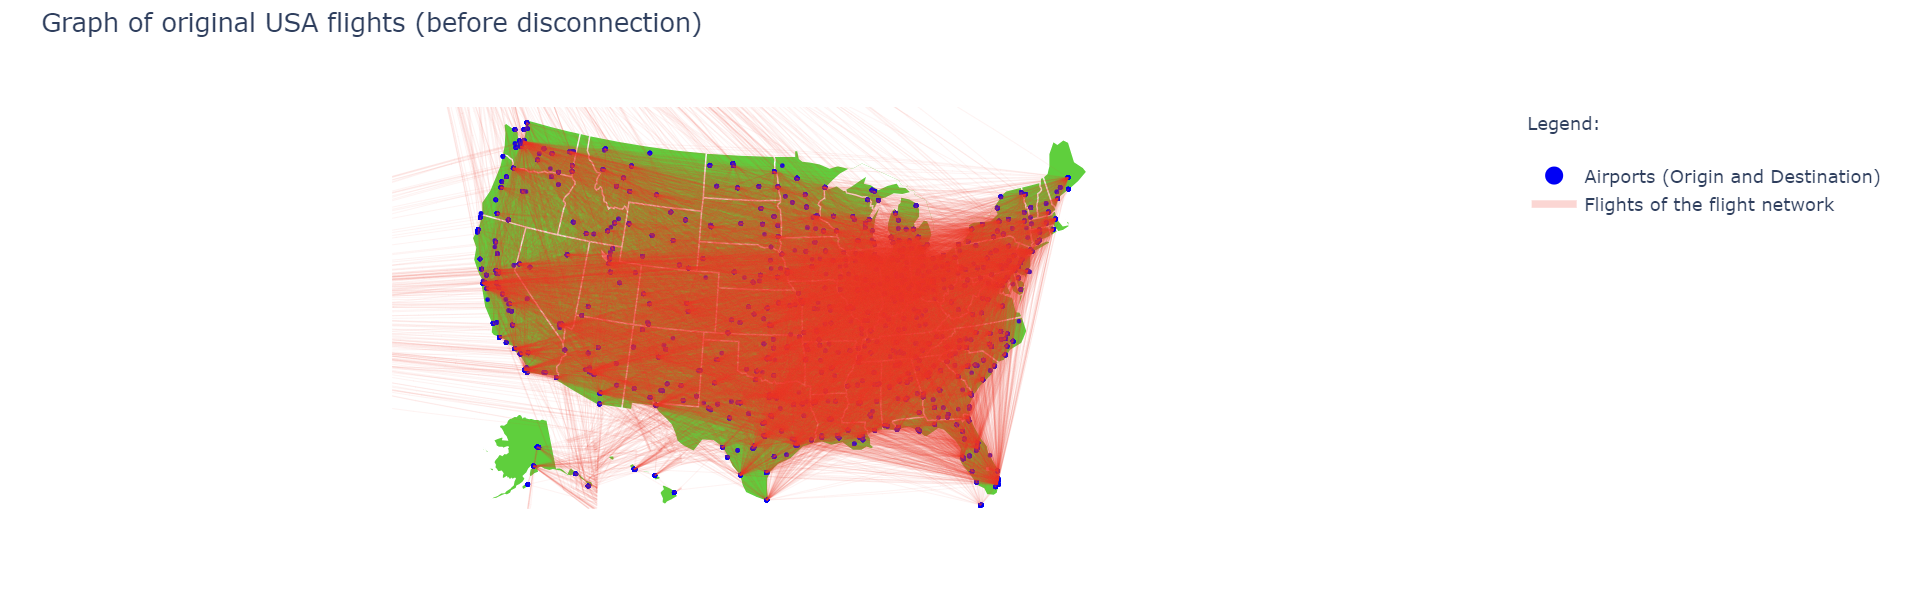 Graph of original USA flights (before disconnection)
Legend:
Airports (Origin and Destination)
Flights of the flight network